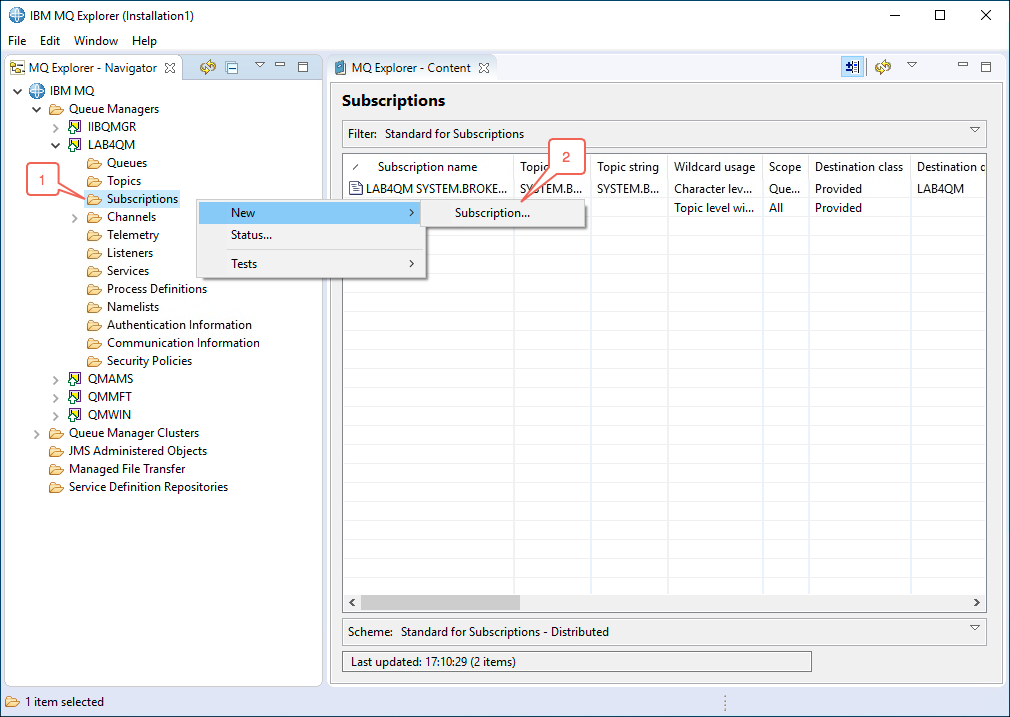 IBM MQ Explorer (Installation1)
File Edit Window Help
MQ Explorer - Navigator
IBM MQ
Queue Managers
IIBQMGR
LAB4QM
Queues
Topics
1
Subscriptions
Channels
Telemetry
Listeners
Services
Process Definitions
Namelists
Authentication Information
Communication Information
Security Policies
QMAMS
QMMFT
QMWIN
Queue Manager Clusters
JMS Administered Objects
Managed File Transfer
Service Definition Repositories
New
Status...
Tests
Subscription...
2
MQ Explorer - Content
Subscriptions
Filter: Standard for Subscriptions
Subscription name Topic string Wildcard usage Scope Destination class Destination
LAB4QM SYSTEM.BROKE... SYSTEM.B... SYSTEM.B... Character lev... Que... Provided LAB4QM
Topic level wi... All Provided
Scheme: Standard for Subscriptions - Distributed
Last updated: 17:10:29 (2 items)
1 item selected